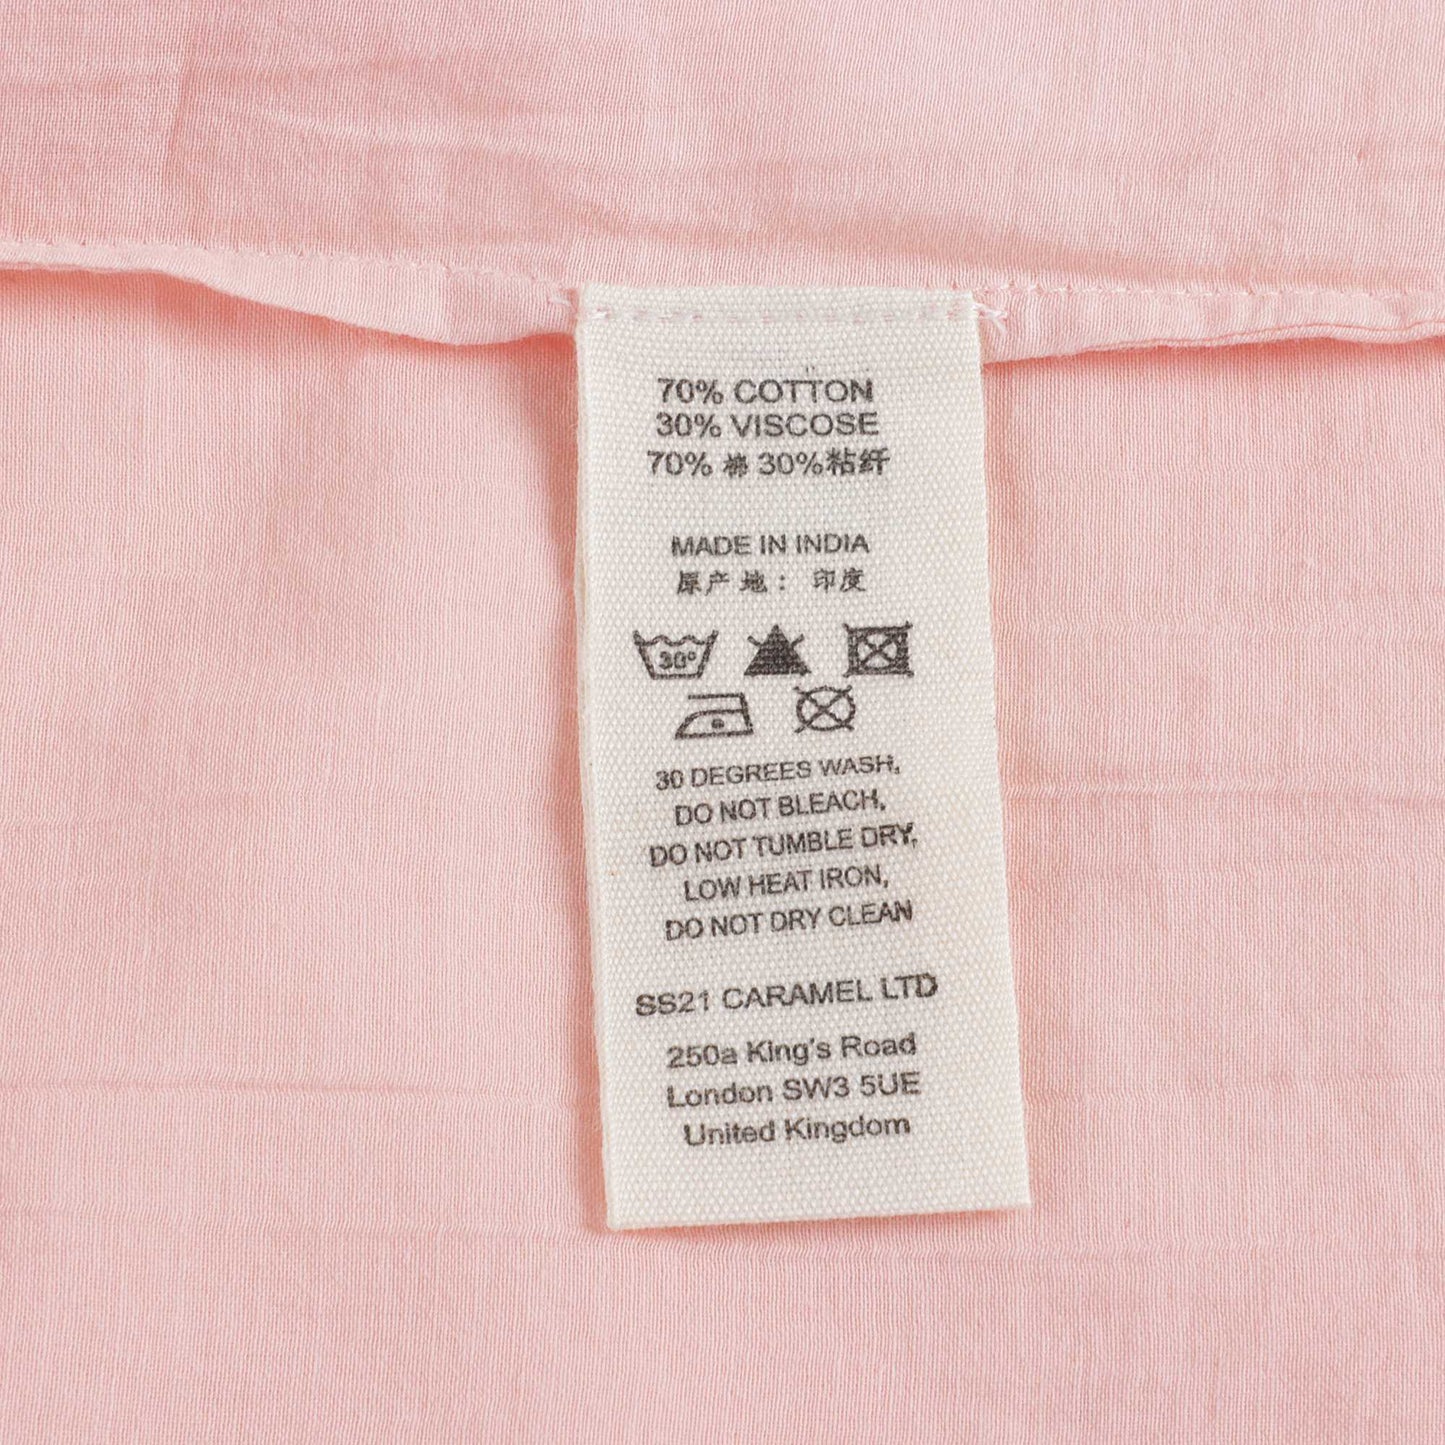 70% COTTON
30% VISCOSE
70% 棉 30%粘纤
MADE IN INDIA
原产地： 印度
30°
30 DEGREES WASH,
DO NOT BLEACH,
DO NOT TUMBLE DRY,
LOW HEAT IRON,
DO NOT DRY CLEAN
SS21 CARAMEL LTD
250a King's Road
London SW3 5UE
United Kingdom